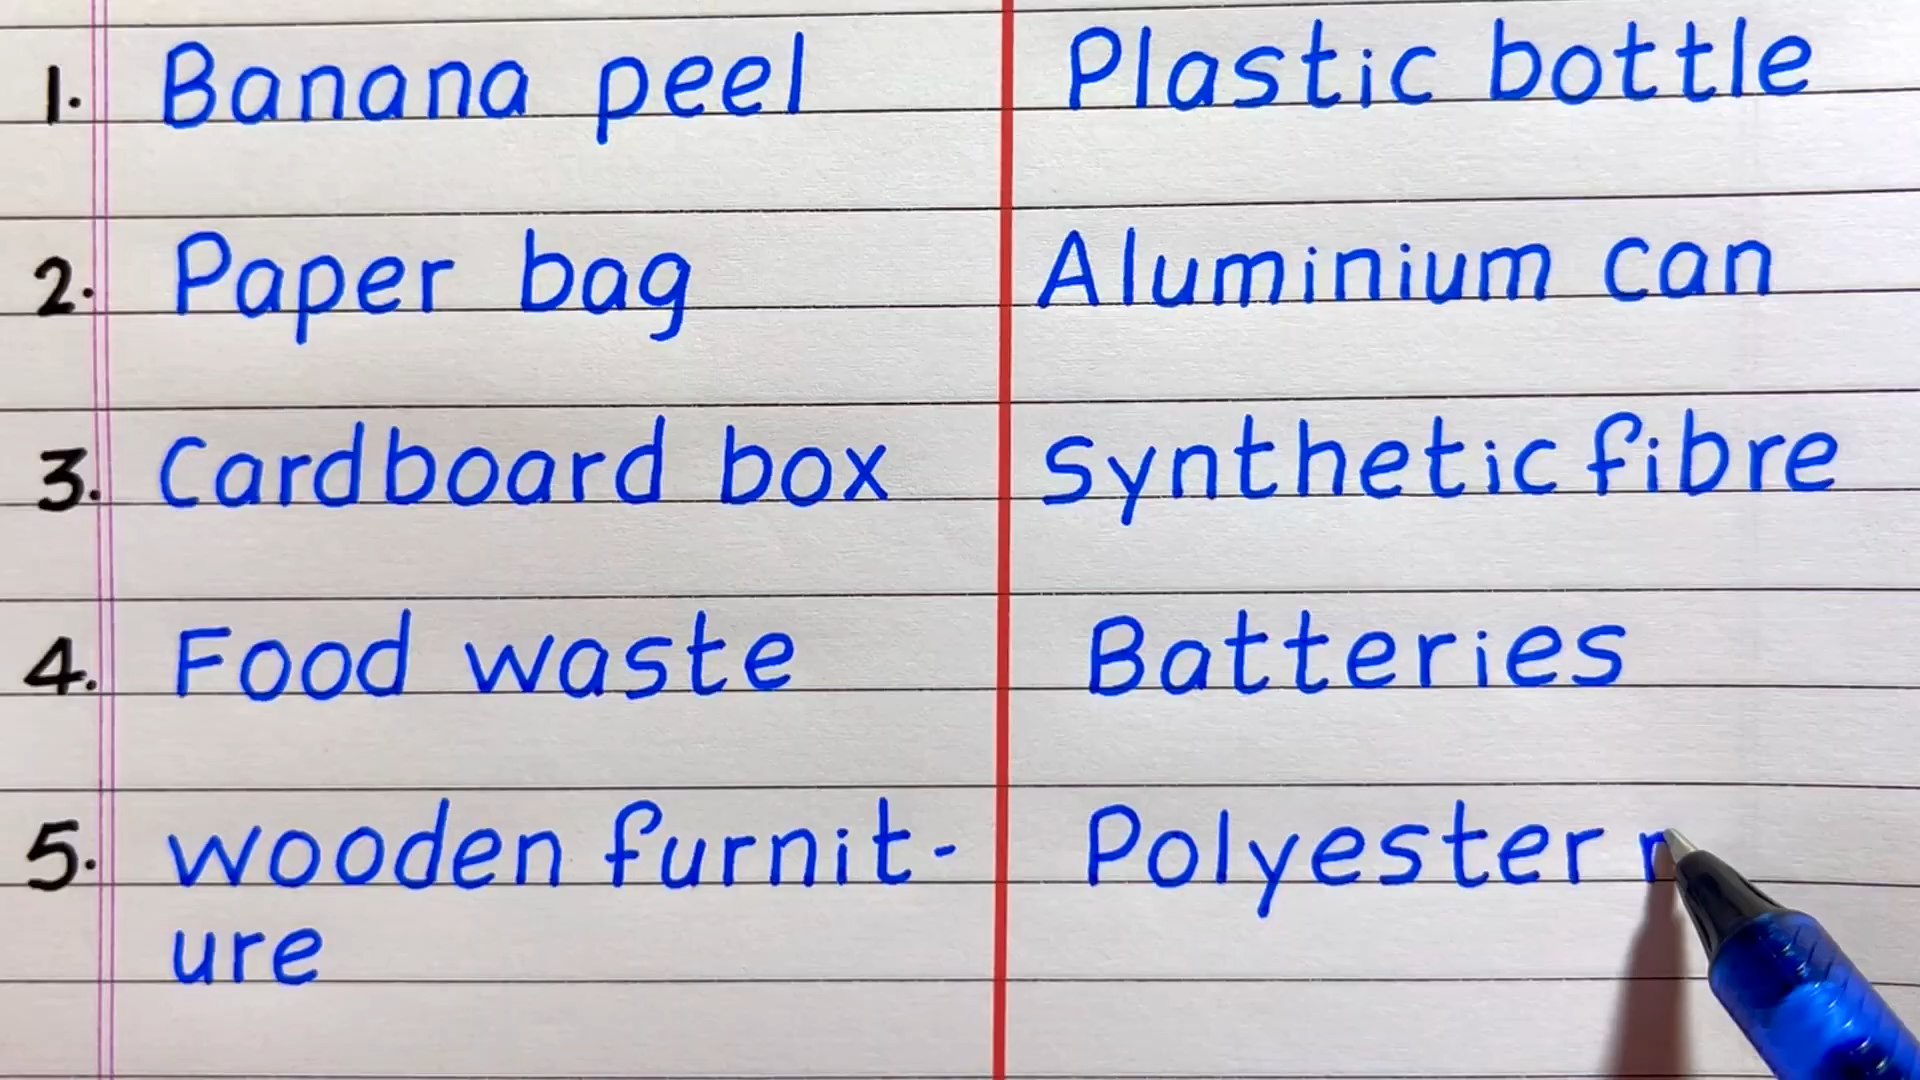 1. Banana peel Plastic bottle
2. Paper bag Aluminium can
3. Cardboard box Synthetic fibre
4. Food waste Batteries
5. Wooden furnit- Polyester
ure